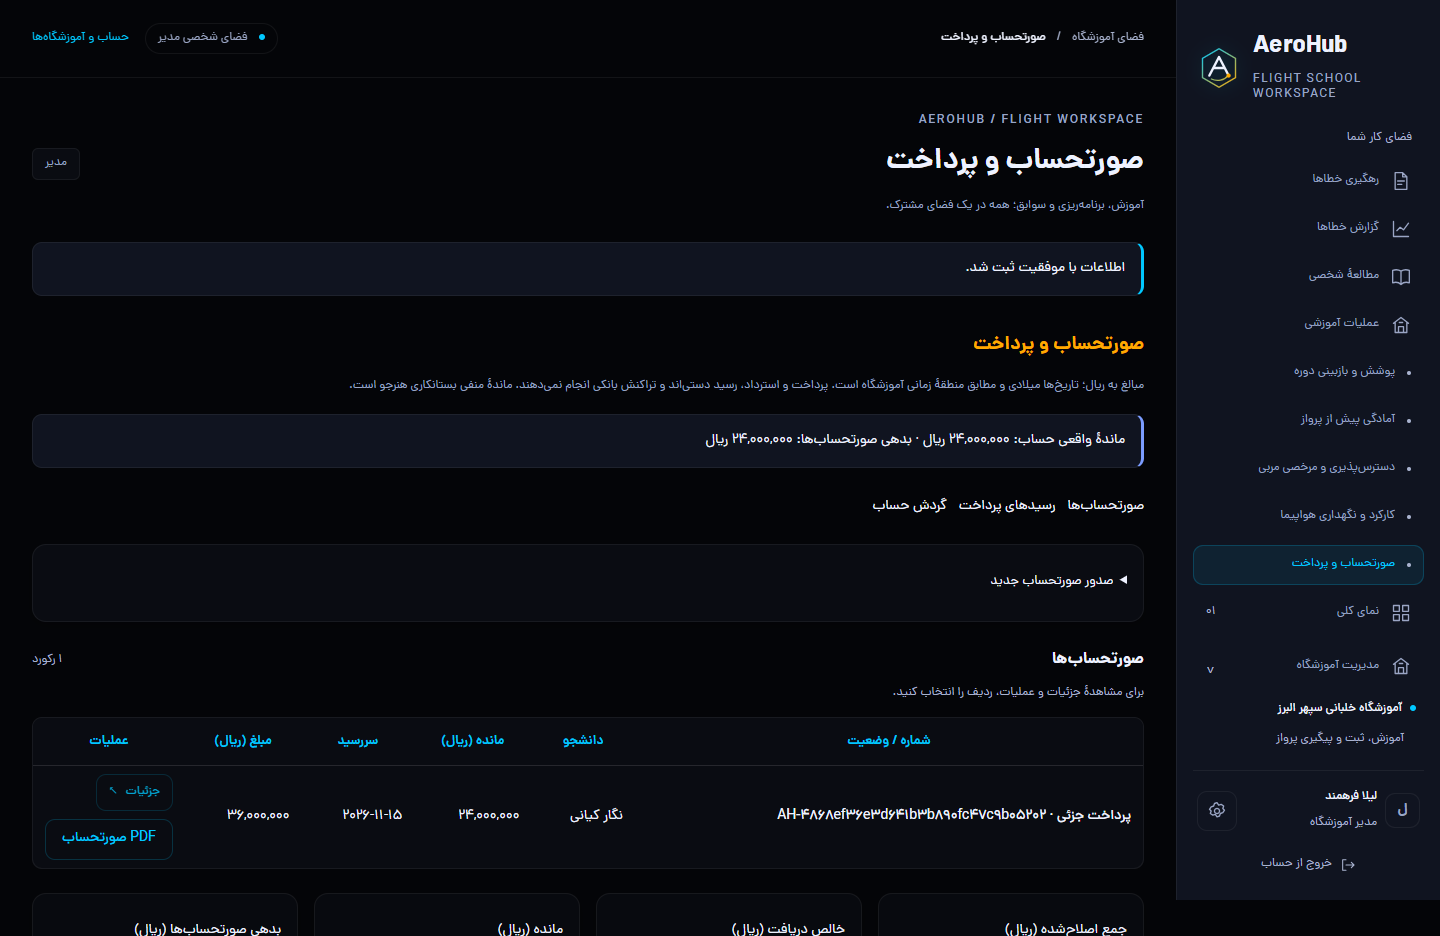 AeroHub
FLIGHT SCHOOL
WORKSPACE
فضای کار شما
رهگیری خطاها
گزارش خطاها
مطالعهٔ شخصی
عملیات آموزشی
پوشش و بازبینی دوره
آمادگی پیش از پرواز
دسترس‌پذیری و مرخصی مربی
کارکرد و نگهداری هواپیما
صورتحساب و پرداخت
نمای کلی ۰۱
مدیریت آموزشگاه
آموزشگاه خلبانی سپهر البرز
آموزش، ثبت و پیگیری پرواز
ل
لیلا فرهمند
مدیر آموزشگاه
خروج از حساب
فضای آموزشگاه / صورتحساب و پرداخت
فضای شخصی مدیر
حساب و آموزشگاه‌ها
AEROHUB / FLIGHT WORKSPACE
صورتحساب و پرداخت
مدیر
آموزش، برنامه‌ریزی و سوابق؛ همه در یک فضای مشترک.
اطلاعات با موفقیت ثبت شد.
صورتحساب و پرداخت
مبالغ به ریال؛ تاریخ‌ها میلادی و مطابق منطقهٔ زمانی آموزشگاه است. پرداخت و استرداد، رسید دستی‌اند و تراکنش بانکی انجام نمی‌دهند. ماندهٔ منفی بستانکاری هنرجو است.
ماندهٔ واقعی حساب: ۲۴,۰۰۰,۰۰۰ ریال · بدهی صورتحساب‌ها: ۲۴,۰۰۰,۰۰۰ ریال
صورتحساب‌ها رسیدهای پرداخت گردش حساب
صدور صورتحساب جدید
صورتحساب‌ها
۱ رکورد
برای مشاهدهٔ جزئیات و عملیات، ردیف را انتخاب کنید.
شماره / وضعیت دانشجو مانده (ریال) سررسید مبلغ (ریال) عملیات
پرداخت جزئی · AH-۴۸۶۸ef۳۶e۳d۶۴۱b۳b۸۹۰fc۴۷c۹b۰۵۲۰۲ نگار کیانی ۲۴,۰۰۰,۰۰۰ ۲۰۲۶-۱۱-۱۵ ۳۶,۰۰۰,۰۰۰ جزئیات
PDF صورتحساب
جمع اصلاح‌شده (ریال) خالص دریافت (ریال) مانده (ریال) بدهی صورتحساب‌ها (ریال)